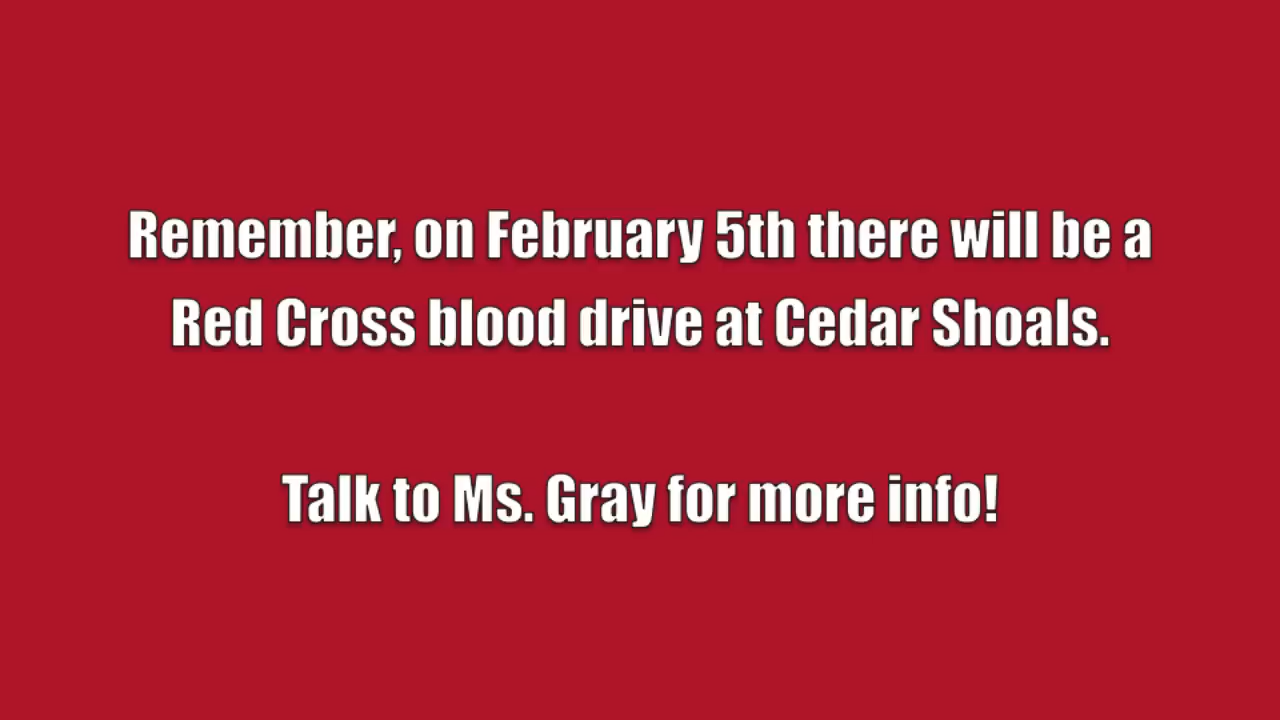 Remember, on February 5th there will be a
Red Cross blood drive at Cedar Shoals.
Talk to Ms. Gray for more info!